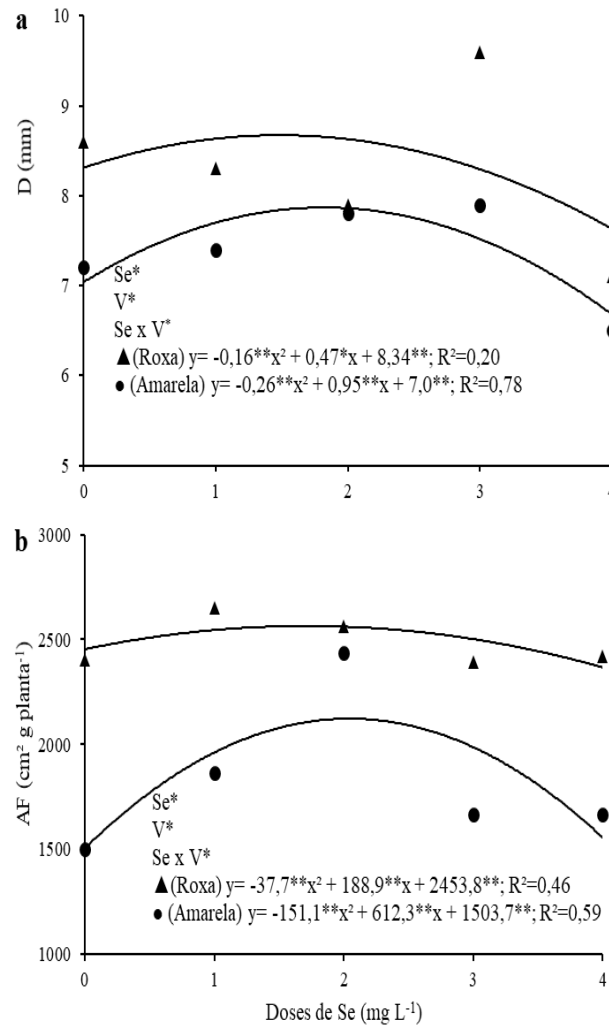 a
D (mm)
10
9
8
7
6
5
Se*
V*
Se x V*
▲(Roxa) y= -0,16**x² + 0,47*x + 8,34**; R²=0,20
● (Amarela) y= -0,26**x² + 0,95**x + 7,0**; R²=0,78
0 1 2 3 4
b
AF (cm² g planta⁻¹)
3000
2500
2000
1500
1000
Se*
V*
Se x V*
▲(Roxa) y= -37,7**x² + 188,9**x + 2453,8**; R²=0,46
● (Amarela) y= -151,1**x² + 612,3**x + 1503,7**; R²=0,59
0 1 2 3 4
Doses de Se (mg L⁻¹)